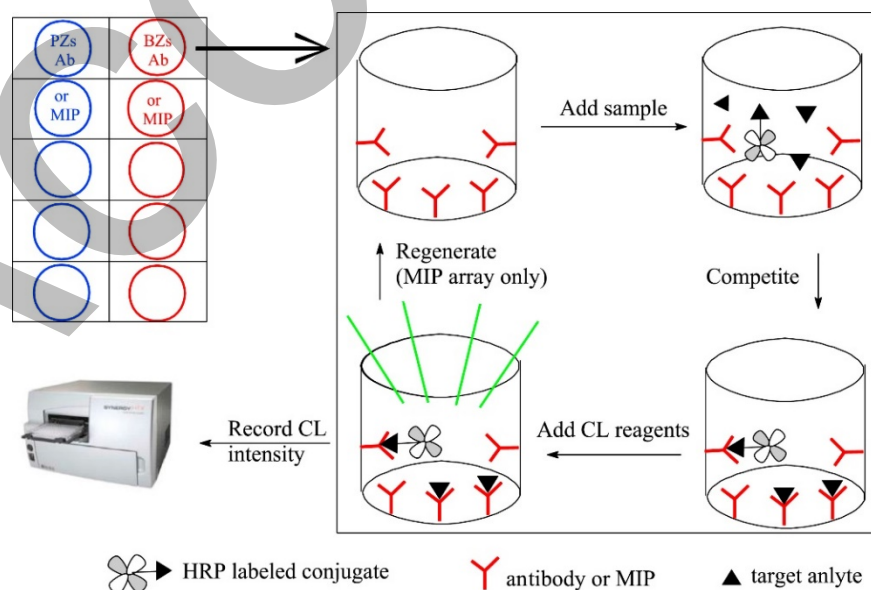 PZs
Ab
BZs
Ab
or
MIP
or
MIP
Add sample
Regenerate
(MIP array only)
Competite
Record CL
intensity
Add CL reagents
HRP labeled conjugate
antibody or MIP
target anlyte